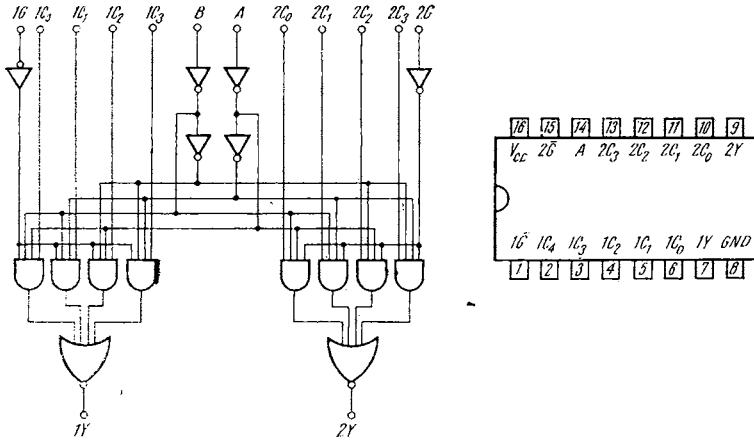 1G 1C₀ 1C₁ 1C₂ 1C₃ B A 2C₀ 2C₁ 2C₂ 2C₃ 2G
1Y 2Y
16 15 14 13 12 11 10 9
V_CC 2G̅ A 2C₃ 2C₂ 2C₁ 2C₀ 2Y
1G̅ 1C₄ 1C₃ 1C₂ 1C₁ 1C₀ 1Y GND
1 2 3 4 5 6 7 8